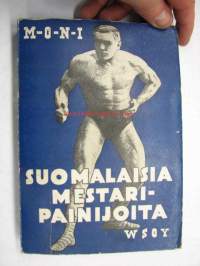 M-O-N-I
SUOMALAISIA
MESTARI-
PAINIJOITA
WSOY